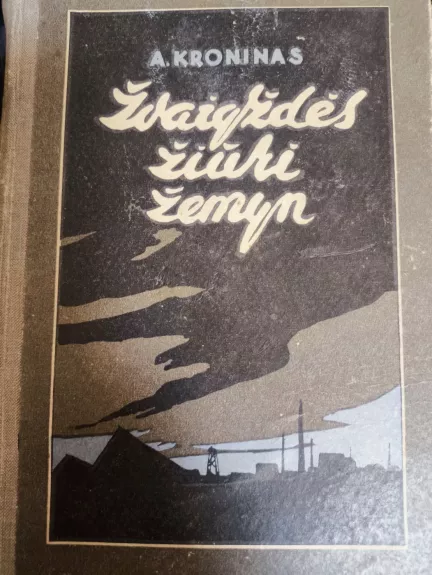 A. KRONINAS
Žvaigždės
žiūri
žemyn